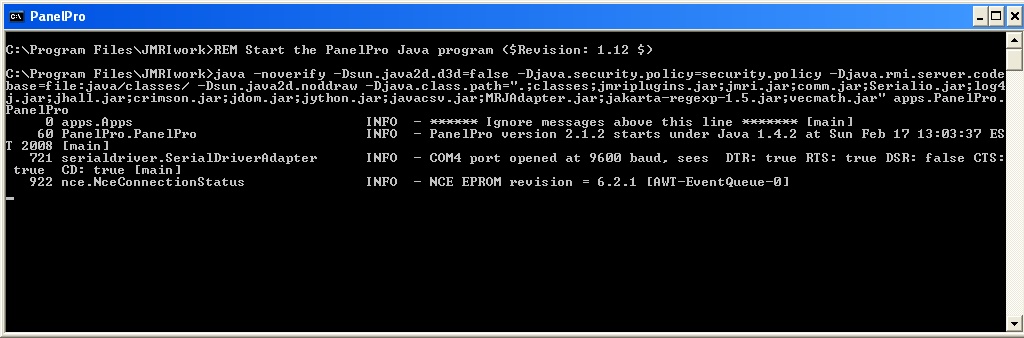 PanelPro
C:\Program Files\JMRIwork>REM Start the PanelPro Java program ($Revision: 1.12 $)
C:\Program Files\JMRIwork>java -noverify -Dsun.java2d.d3d=false -Djava.security.policy=security.policy -Djava.rmi.server.code
base=file:java/classes/ -Dsun.java2d.noddraw -Djava.class.path=".;classes;jmriplugins.jar;jmri.jar;comm.jar;Serialio.jar;log4
j.jar;jhall.jar;crimson.jar;jdom.jar;jython.jar;javacsv.jar;MRJAdapter.jar;jakarta-regexp-1.5.jar;vecmath.jar" apps.PanelPro.
PanelPro
0 apps.Apps INFO - ****** Ignore messages above this line ******* [main]
60 PanelPro.PanelPro INFO - PanelPro version 2.1.2 starts under Java 1.4.2 at Sun Feb 17 13:03:37 ES
T 2008 [main]
721 serialdriver.SerialDriverAdapter INFO - COM4 port opened at 9600 baud, sees  DTR: true RTS: true DSR: false CTS:
true  CD: true [main]
922 nce.NceConnectionStatus INFO - NCE EPROM revision = 6.2.1 [AWT-EventQueue-0]